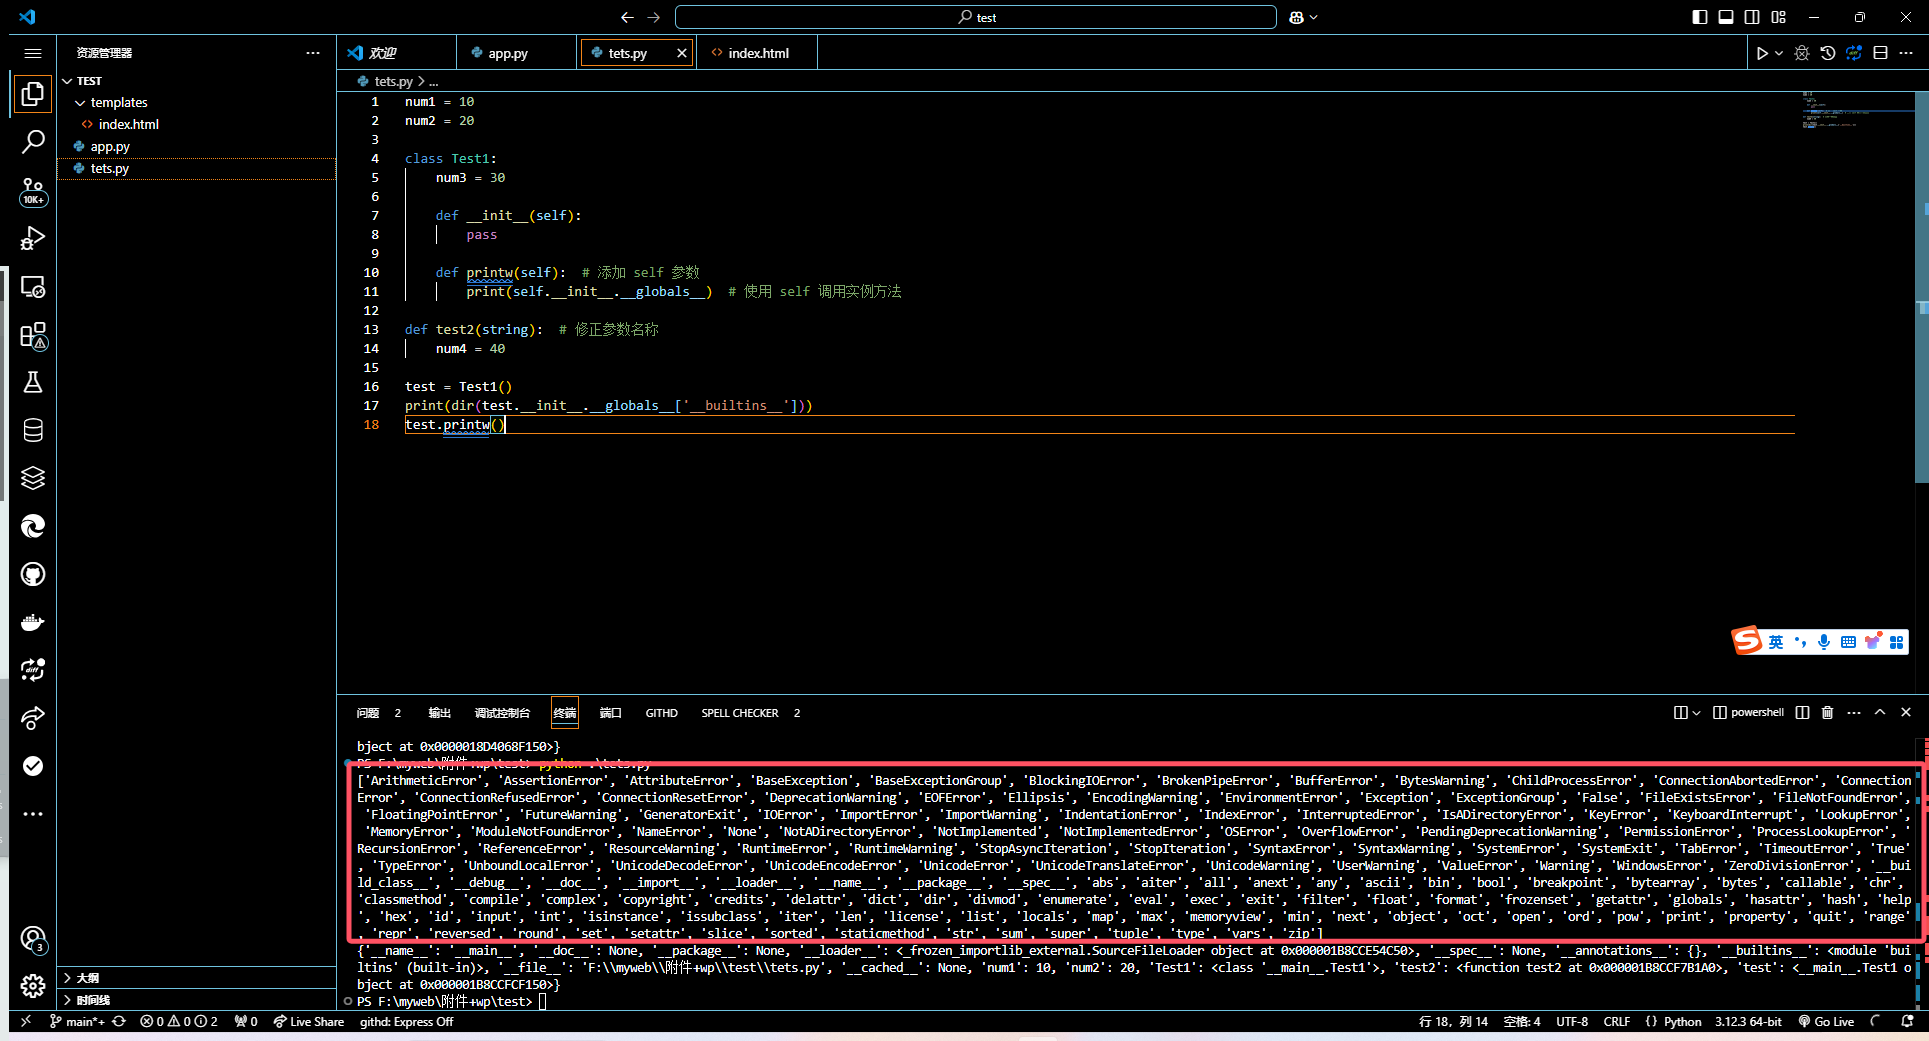 test
资源管理器
欢迎
app.py
tets.py
index.html
TEST
templates
index.html
app.py
tets.py
10K+
tets.py > ...
1 num1 = 10
2 num2 = 20
3
4 class Test1:
5 num3 = 30
6
7 def __init__(self):
8 pass
9
10 def printw(self):  # 添加 self 参数
11 print(self.__init__.__globals__)  # 使用 self 调用实例方法
12
13 def test2(string):  # 修正参数名称
14 num4 = 40
15
16 test = Test1()
17 print(dir(test.__init__.__globals__['__builtins__']))
18 test.printw()
英
问题 2 输出 调试控制台 终端 端口 GITHD SPELL CHECKER 2
powershell
bject at 0x0000018D4068F150>}
PS F:\myweb\附件+wp\test> python .\tets.py
['ArithmeticError', 'AssertionError', 'AttributeError', 'BaseException', 'BaseExceptionGroup', 'BlockingIOError', 'BrokenPipeError', 'BufferError', 'BytesWarning', 'ChildProcessError', 'ConnectionAbortedError', 'Connection
Error', 'ConnectionRefusedError', 'ConnectionResetError', 'DeprecationWarning', 'EOFError', 'Ellipsis', 'EncodingWarning', 'EnvironmentError', 'Exception', 'ExceptionGroup', 'False', 'FileExistsError', 'FileNotFoundError',
'FloatingPointError', 'FutureWarning', 'GeneratorExit', 'IOError', 'ImportError', 'ImportWarning', 'IndentationError', 'IndexError', 'InterruptedError', 'IsADirectoryError', 'KeyError', 'KeyboardInterrupt', 'LookupError',
'MemoryError', 'ModuleNotFoundError', 'NameError', 'None', 'NotADirectoryError', 'NotImplemented', 'NotImplementedError', 'OSError', 'OverflowError', 'PendingDeprecationWarning', 'PermissionError', 'ProcessLookupError', '
RecursionError', 'ReferenceError', 'ResourceWarning', 'RuntimeError', 'RuntimeWarning', 'StopAsyncIteration', 'StopIteration', 'SyntaxError', 'SyntaxWarning', 'SystemError', 'SystemExit', 'TabError', 'TimeoutError', 'True'
, 'TypeError', 'UnboundLocalError', 'UnicodeDecodeError', 'UnicodeEncodeError', 'UnicodeError', 'UnicodeTranslateError', 'UnicodeWarning', 'UserWarning', 'ValueError', 'Warning', 'WindowsError', 'ZeroDivisionError', '__bui
ld_class__', '__debug__', '__doc__', '__import__', '__loader__', '__name__', '__package__', '__spec__', 'abs', 'aiter', 'all', 'anext', 'any', 'ascii', 'bin', 'bool', 'breakpoint', 'bytearray', 'bytes', 'callable', 'chr',
'classmethod', 'compile', 'complex', 'copyright', 'credits', 'delattr', 'dict', 'dir', 'divmod', 'enumerate', 'eval', 'exec', 'exit', 'filter', 'float', 'format', 'frozenset', 'getattr', 'globals', 'hasattr', 'hash', 'help
', 'hex', 'id', 'input', 'int', 'isinstance', 'issubclass', 'iter', 'len', 'license', 'list', 'locals', 'map', 'max', 'memoryview', 'min', 'next', 'object', 'oct', 'open', 'ord', 'pow', 'print', 'property', 'quit', 'range'
, 'repr', 'reversed', 'round', 'set', 'setattr', 'slice', 'sorted', 'staticmethod', 'str', 'sum', 'super', 'tuple', 'type', 'vars', 'zip']
{'__name__': '__main__', '__doc__': None, '__package__': None, '__loader__': <_frozen_importlib_external.SourceFileLoader object at 0x000001B8CCE54C50>, '__spec__': None, '__annotations__': {}, '__builtins__': <module 'bui
ltins' (built-in)>, '__file__': 'F:\\myweb\\附件+wp\\test\\tets.py', '__cached__': None, 'num1': 10, 'num2': 20, 'Test1': <class '__main__.Test1'>, 'test2': <function test2 at 0x000001B8CCF7B1A0>, 'test': <__main__.Test1 o
bject at 0x000001B8CCFCF150>}
PS F:\myweb\附件+wp\test>
3
大纲
时间线
main*+ 0 0 2 0 Live Share githd: Express Off
行 18, 列 14 空格: 4 UTF-8 CRLF {} Python 3.12.3 64-bit Go Live